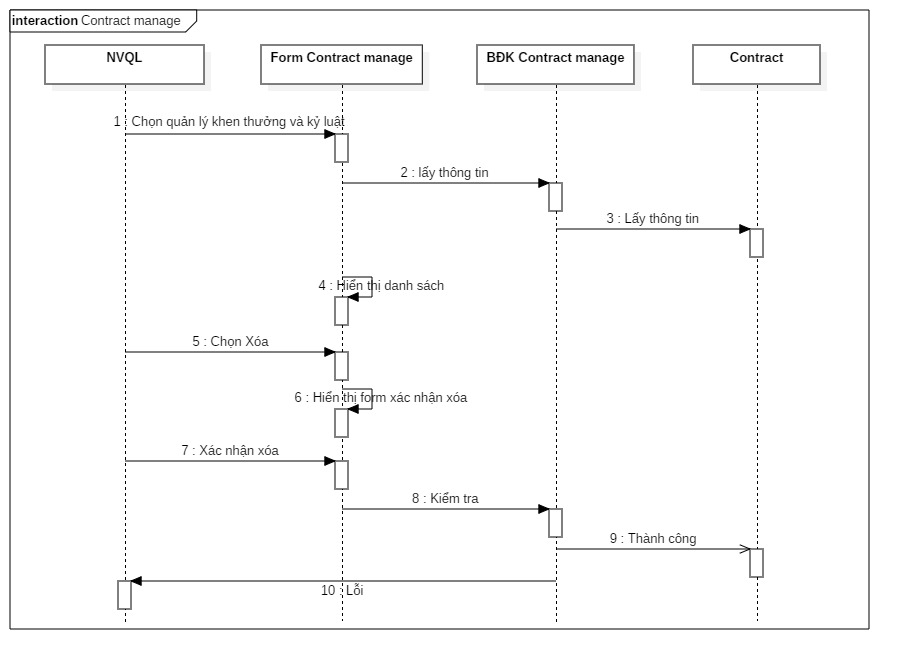 interaction Contract manage
NVQL
Form Contract manage
BĐK Contract manage
Contract
1 : Chọn quản lý khen thưởng và kỷ luật
2 : lấy thông tin
3 : Lấy thông tin
4 : Hiển thị danh sách
5 : Chọn Xóa
6 : Hiển thị form xác nhận xóa
7 : Xác nhận xóa
8 : Kiểm tra
9 : Thành công
10 : Lỗi